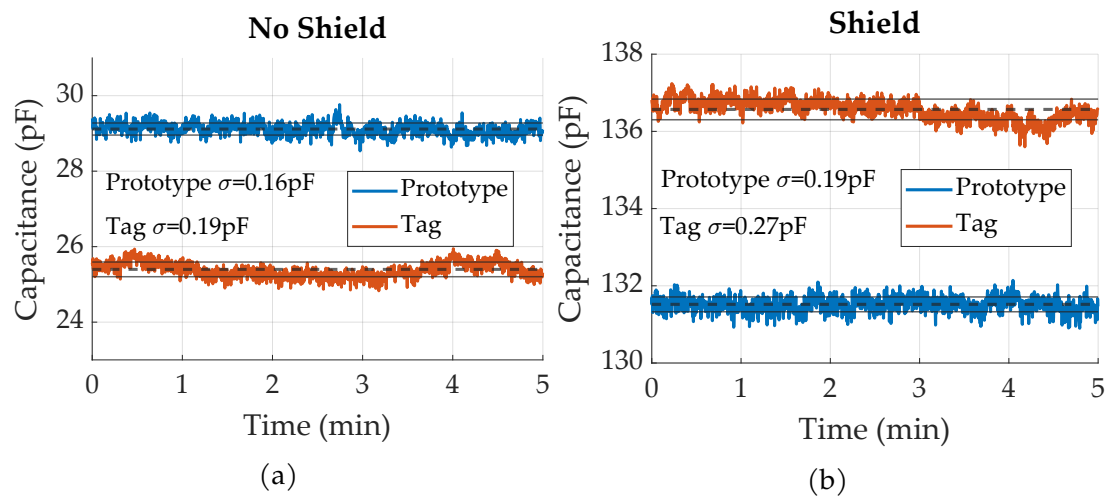 No Shield
Capacitance (pF)
30
28
26
24
Prototype σ=0.16pF
Tag σ=0.19pF
Prototype
Tag
0 1 2 3 4 5
Time (min)
(a)
Shield
Capacitance (pF)
138
136
134
132
130
Prototype σ=0.19pF
Tag σ=0.27pF
Prototype
Tag
0 1 2 3 4 5
Time (min)
(b)